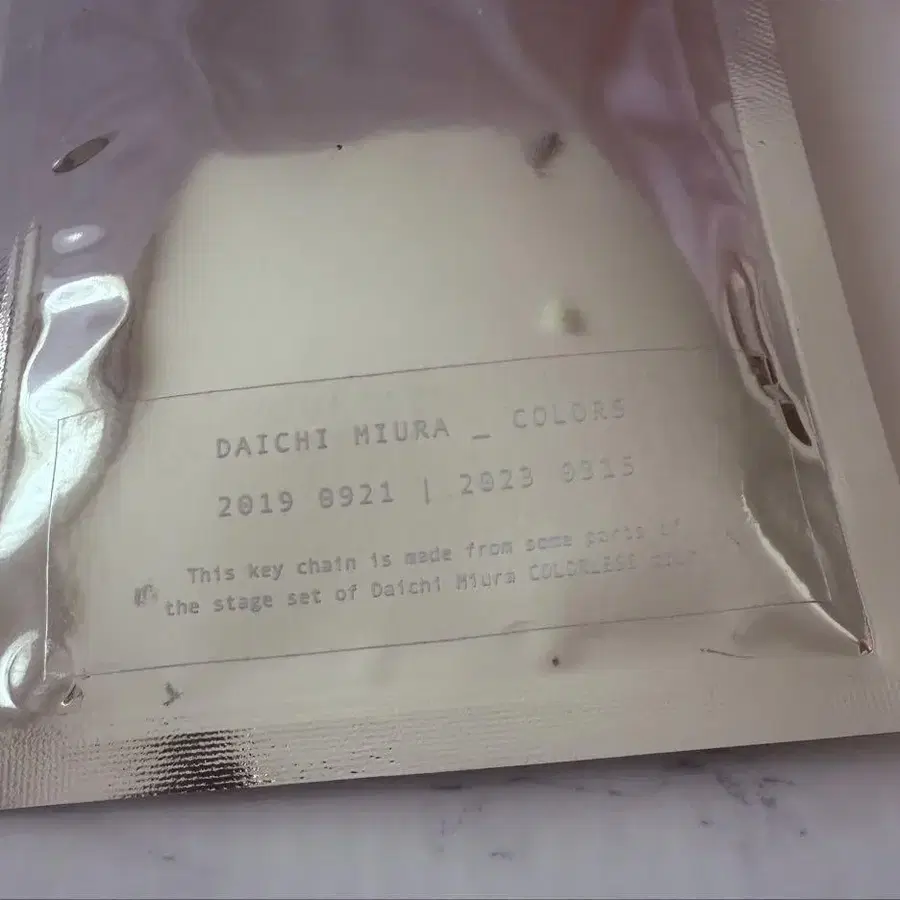 DAICHI MIURA _ COLORS
2019 0921 | 2023 0315
This key chain is made from some parts of
the stage set of Daichi Miura COLORLESS